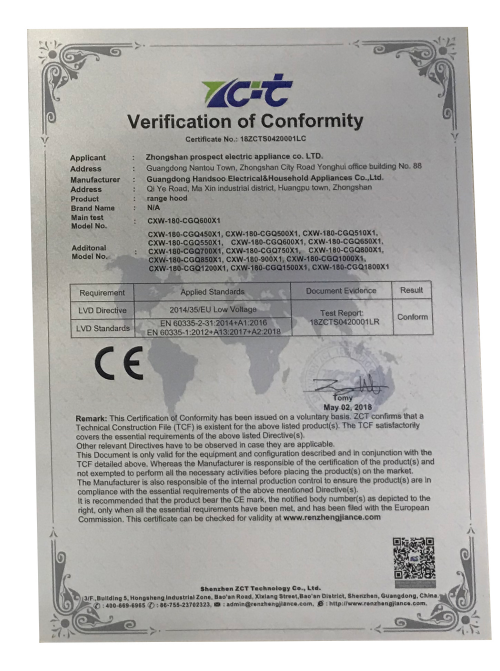 ZCT
Verification of Conformity
Certificate No.: 18ZCTS0420001LC
Applicant : Zhongshan prospect electric appliance co. LTD.
Address : Guangdong Nantou Town, Zhongshan City Road Yonghui office building No. 88
Manufacturer : Guangdong Handsoo Electrical&Household Appliances Co.,Ltd.
Address : Qi Ye Road, Ma Xin industrial district, Huangpu town, Zhongshan
Product : range hood
Brand Name : N/A
Main test
Model No. : CXW-180-CGQ600X1
Additonal
Model No. : CXW-180-CGQ450X1, CXW-180-CGQ500X1, CXW-180-CGQ510X1,
CXW-180-CGQ550X1, CXW-180-CGQ600X1, CXW-180-CGQ650X1,
CXW-180-CGQ700X1, CXW-180-CGQ750X1, CXW-180-CGQ800X1,
CXW-180-CGQ850X1, CXW-180-900X1, CXW-180-CGQ1000X1,
CXW-180-CGQ1200X1, CXW-180-CGQ1500X1, CXW-180-CGQ1800X1
Requirement Applied Standards Document Evidence Result
LVD Directive 2014/35/EU Low Voltage Test Report: 18ZCTS0420001LR Conform
LVD Standards EN 60335-2-31:2014+A1:2016
EN 60335-1:2012+A13:2017+A2:2018
CE
Tomy
May 02, 2018
Remark: This Certification of Conformity has been issued on a voluntary basis. ZCT confirms that a
Technical Construction File (TCF) is existent for the above listed product(s). The TCF satisfactorily
covers the essential requirements of the above listed Directive(s).
Other relevant Directives have to be observed in case they are applicable.
This Document is only valid for the equipment and configuration described and in conjunction with the
TCF detailed above. Whereas the Manufacturer is responsible of the certification of the product(s) and
not exempted to perform all the necessary activities before placing the product(s) on the market.
The Manufacturer is also responsible of the internal production control to ensure the product(s) are in
compliance with the essential requirements of the above mentioned Directive(s).
It is recommended that the product bear the CE mark, the notified body number(s) as depicted to the
right, only when all the essential requirements have been met, and has been filed with the European
Commission. This certificate can be checked for validity at www.renzhengjiance.com
Shenzhen ZCT Technology Co., Ltd.
3/F.,Building 5, Hongsheng Industrial Zone, Bao'an Road, Xixiang Street,Bao'an District, Shenzhen, Guangdong, China.
: 400-669-6965 : 86-755-23702323, : admin@renzhengjiance.com, : http://www.renzhengjiance.com